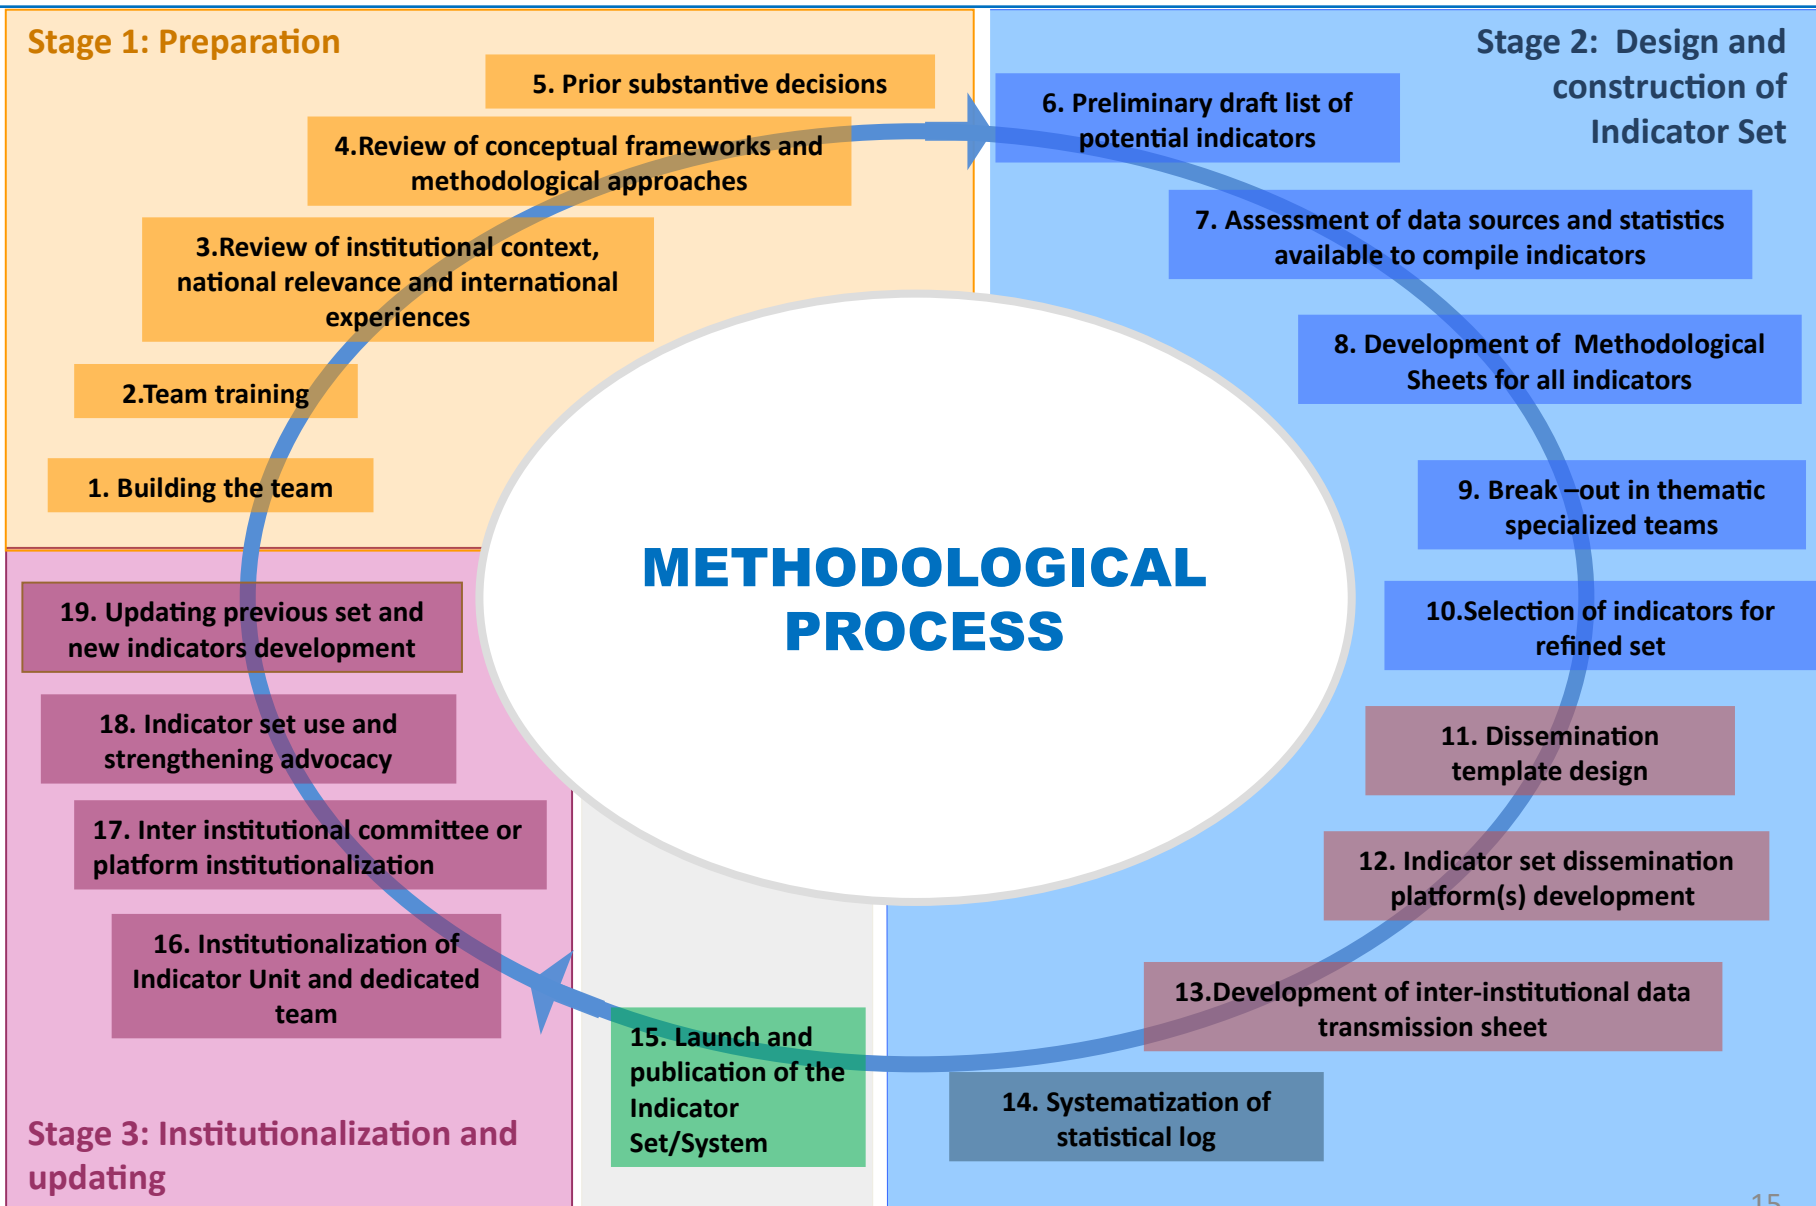 Stage 1: Preparation
Stage 2:  Design and
construction of
Indicator Set
5. Prior substantive decisions
6. Preliminary draft list of
potential indicators
4.Review of conceptual frameworks and
methodological approaches
7. Assessment of data sources and statistics
available to compile indicators
3.Review of institutional context,
national relevance and international
experiences
8. Development of  Methodological
Sheets for all indicators
2.Team training
1. Building the team
9. Break –out in thematic
specialized teams
METHODOLOGICAL
PROCESS
19. Updating previous set and
new indicators development
10.Selection of indicators for
refined set
18. Indicator set use and
strengthening advocacy
11. Dissemination
template design
17. Inter institutional committee or
platform institutionalization
12. Indicator set dissemination
platform(s) development
16. Institutionalization of
Indicator Unit and dedicated
team
13.Development of inter-institutional data
transmission sheet
15. Launch and
publication of the
Indicator
Set/System
14. Systematization of
statistical log
Stage 3: Institutionalization and
updating
15